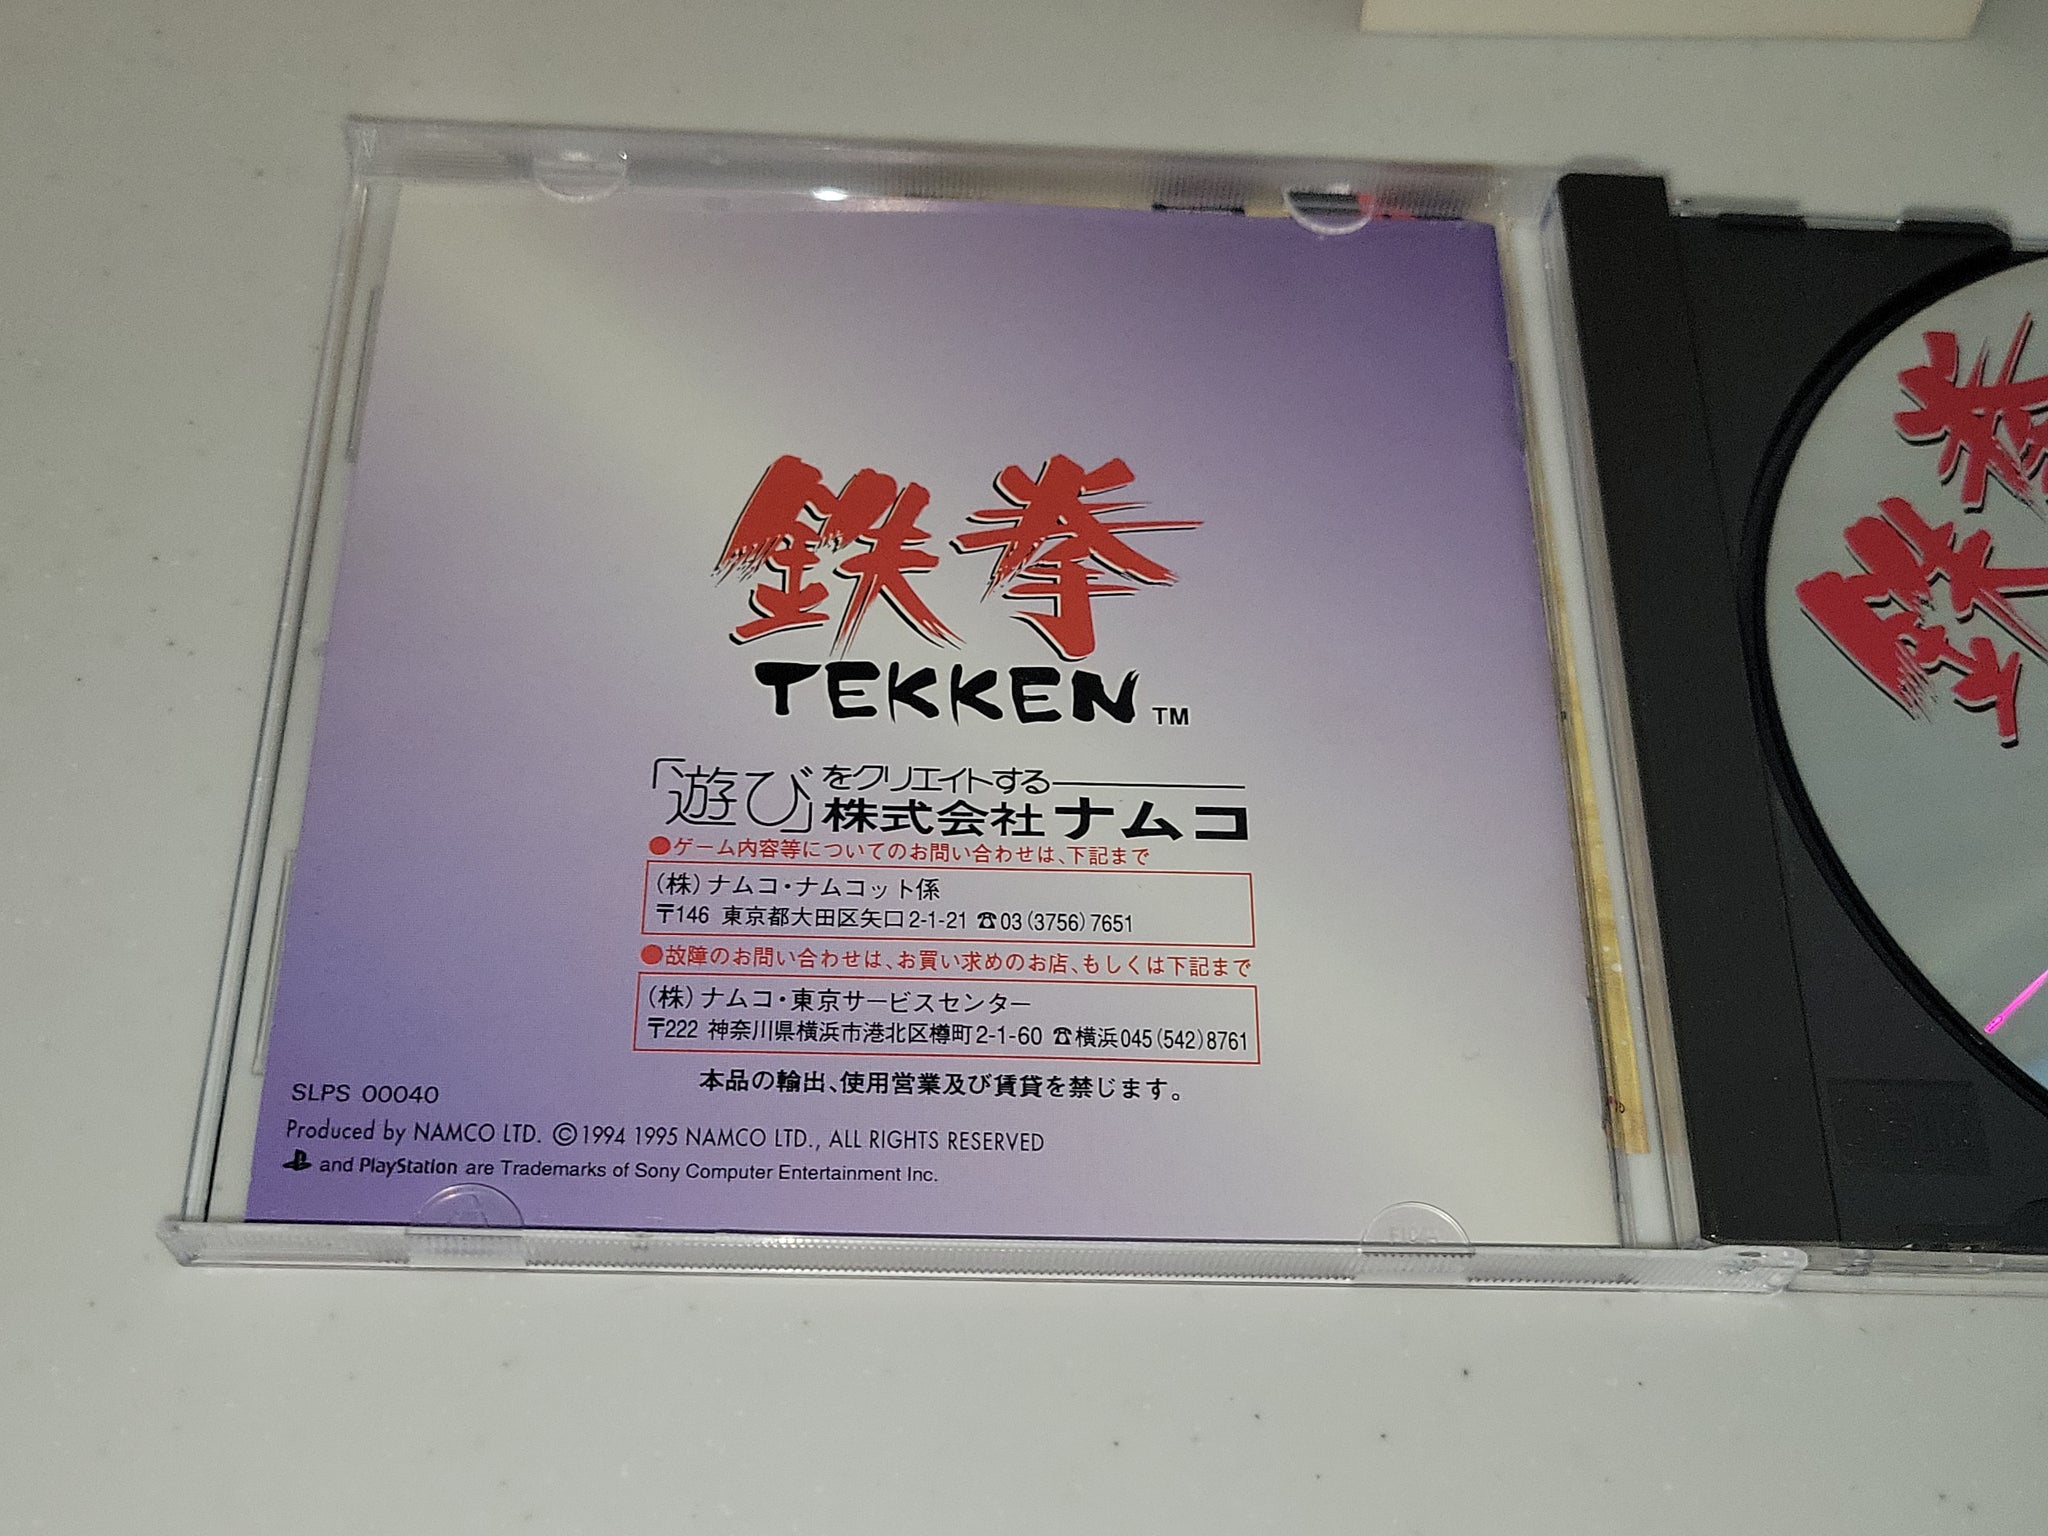 鉄拳
TEKKEN TM
「遊び」をクリエイトする
株式会社ナムコ
●ゲーム内容等についてのお問い合わせは、下記まで
(株)ナムコ・ナムコット係
〒146 東京都大田区矢口2-1-21 ☎03(3756)7651
●故障のお問い合わせは、お買い求めのお店、もしくは下記まで
(株)ナムコ・東京サービスセンター
〒222 神奈川県横浜市港北区樽町2-1-60 ☎横浜045(542)8761
本品の輸出、使用営業及び賃貸を禁じます。
SLPS 00040
Produced by NAMCO LTD. ©1994 1995 NAMCO LTD., ALL RIGHTS RESERVED
and PlayStation are Trademarks of Sony Computer Entertainment Inc.
鉄拳